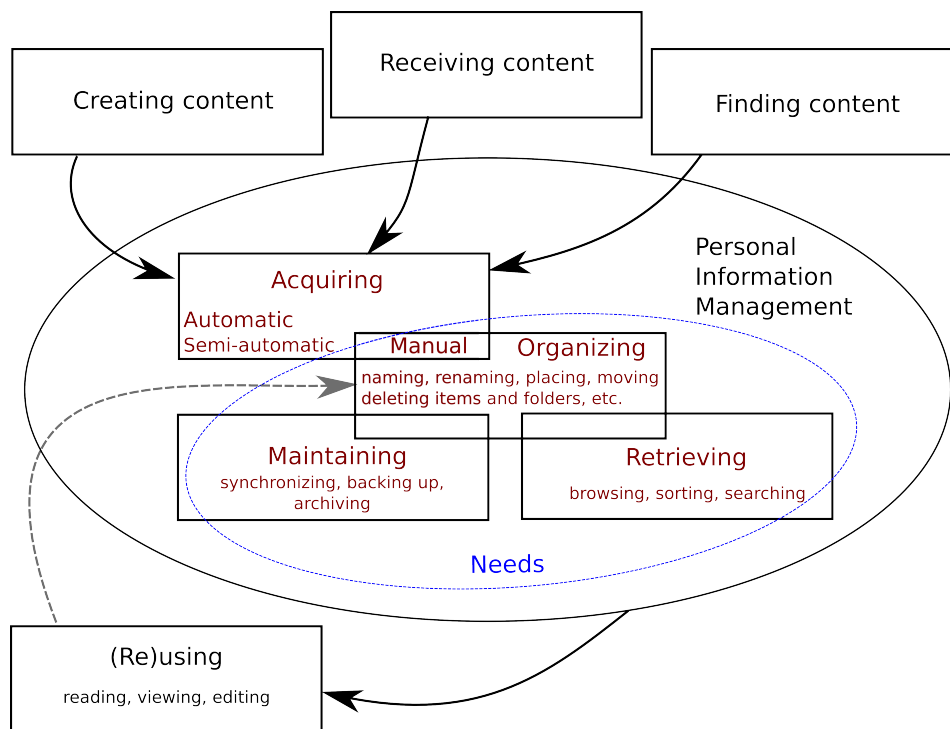 Creating content
Receiving content
Finding content
Personal
Information
Management
Acquiring
Automatic
Semi-automatic
Manual
Organizing
naming, renaming, placing, moving
deleting items and folders, etc.
Maintaining
synchronizing, backing up,
archiving
Retrieving
browsing, sorting, searching
Needs
(Re)using
reading, viewing, editing